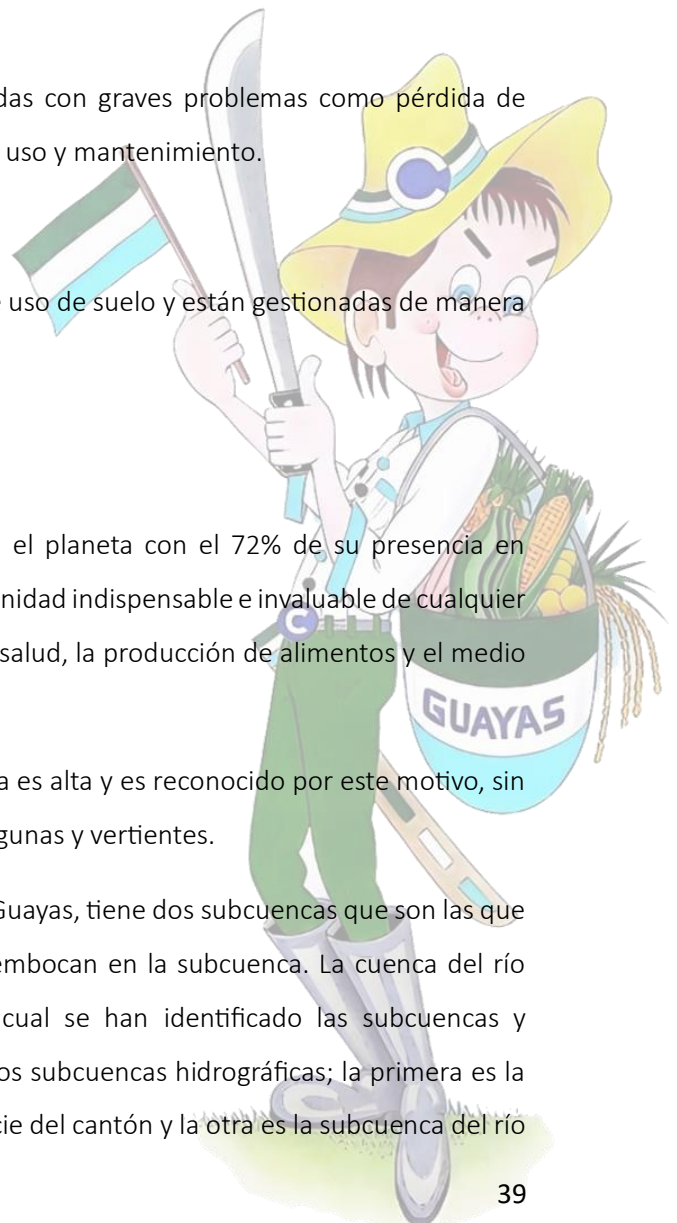 das con graves problemas como pérdida de
uso y mantenimiento.
uso de suelo y están gestionadas de manera
el planeta con el 72% de su presencia en
nidad indispensable e invaluable de cualquier
salud, la producción de alimentos y el medio
GUAYAS
a es alta y es reconocido por este motivo, sin
gunas y vertientes.
Guayas, tiene dos subcuencas que son las que
embocan en la subcuenca. La cuenca del río
cual se han identificado las subcuencas y
os subcuencas hidrográficas; la primera es la
cie del cantón y la otra es la subcuenca del río
39